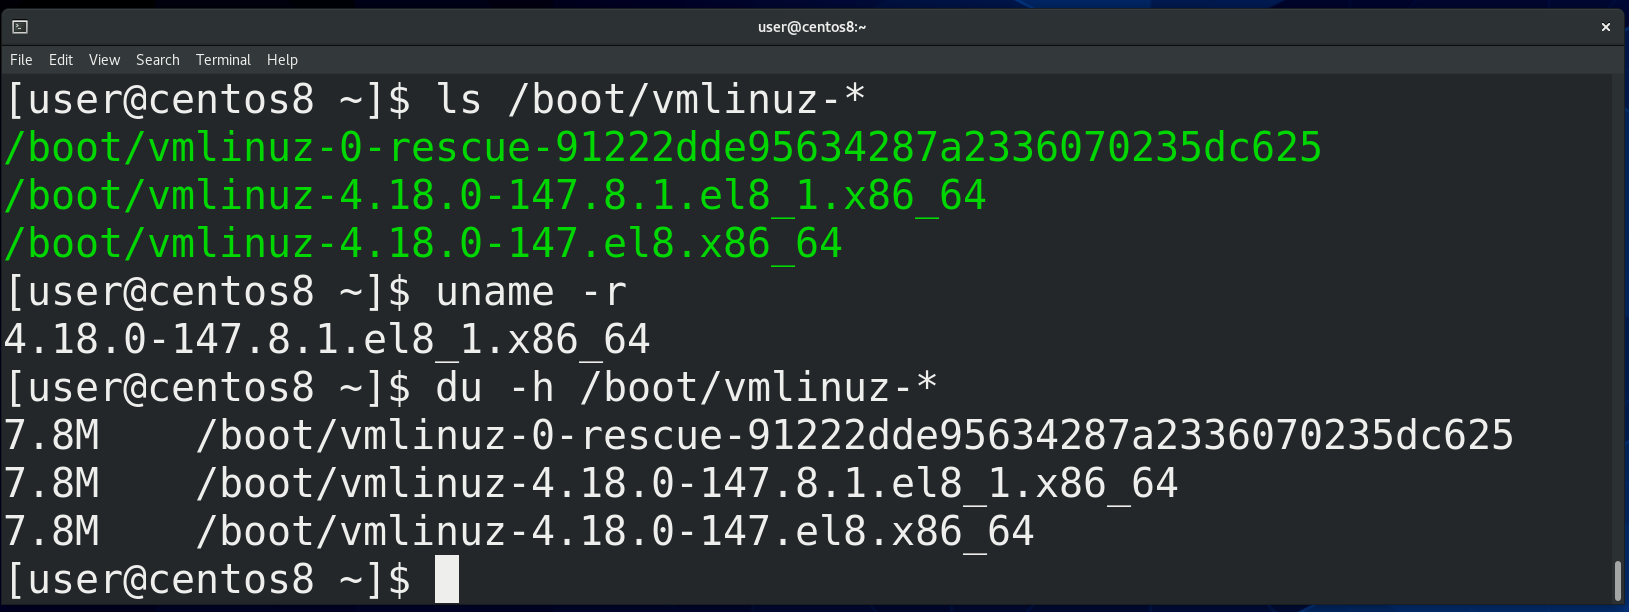 user@centos8:~
File Edit View Search Terminal Help
[user@centos8 ~]$ ls /boot/vmlinuz-*
/boot/vmlinuz-0-rescue-91222dde95634287a2336070235dc625
/boot/vmlinuz-4.18.0-147.8.1.el8_1.x86_64
/boot/vmlinuz-4.18.0-147.el8.x86_64
[user@centos8 ~]$ uname -r
4.18.0-147.8.1.el8_1.x86_64
[user@centos8 ~]$ du -h /boot/vmlinuz-*
7.8M	/boot/vmlinuz-0-rescue-91222dde95634287a2336070235dc625
7.8M	/boot/vmlinuz-4.18.0-147.8.1.el8_1.x86_64
7.8M	/boot/vmlinuz-4.18.0-147.el8.x86_64
[user@centos8 ~]$